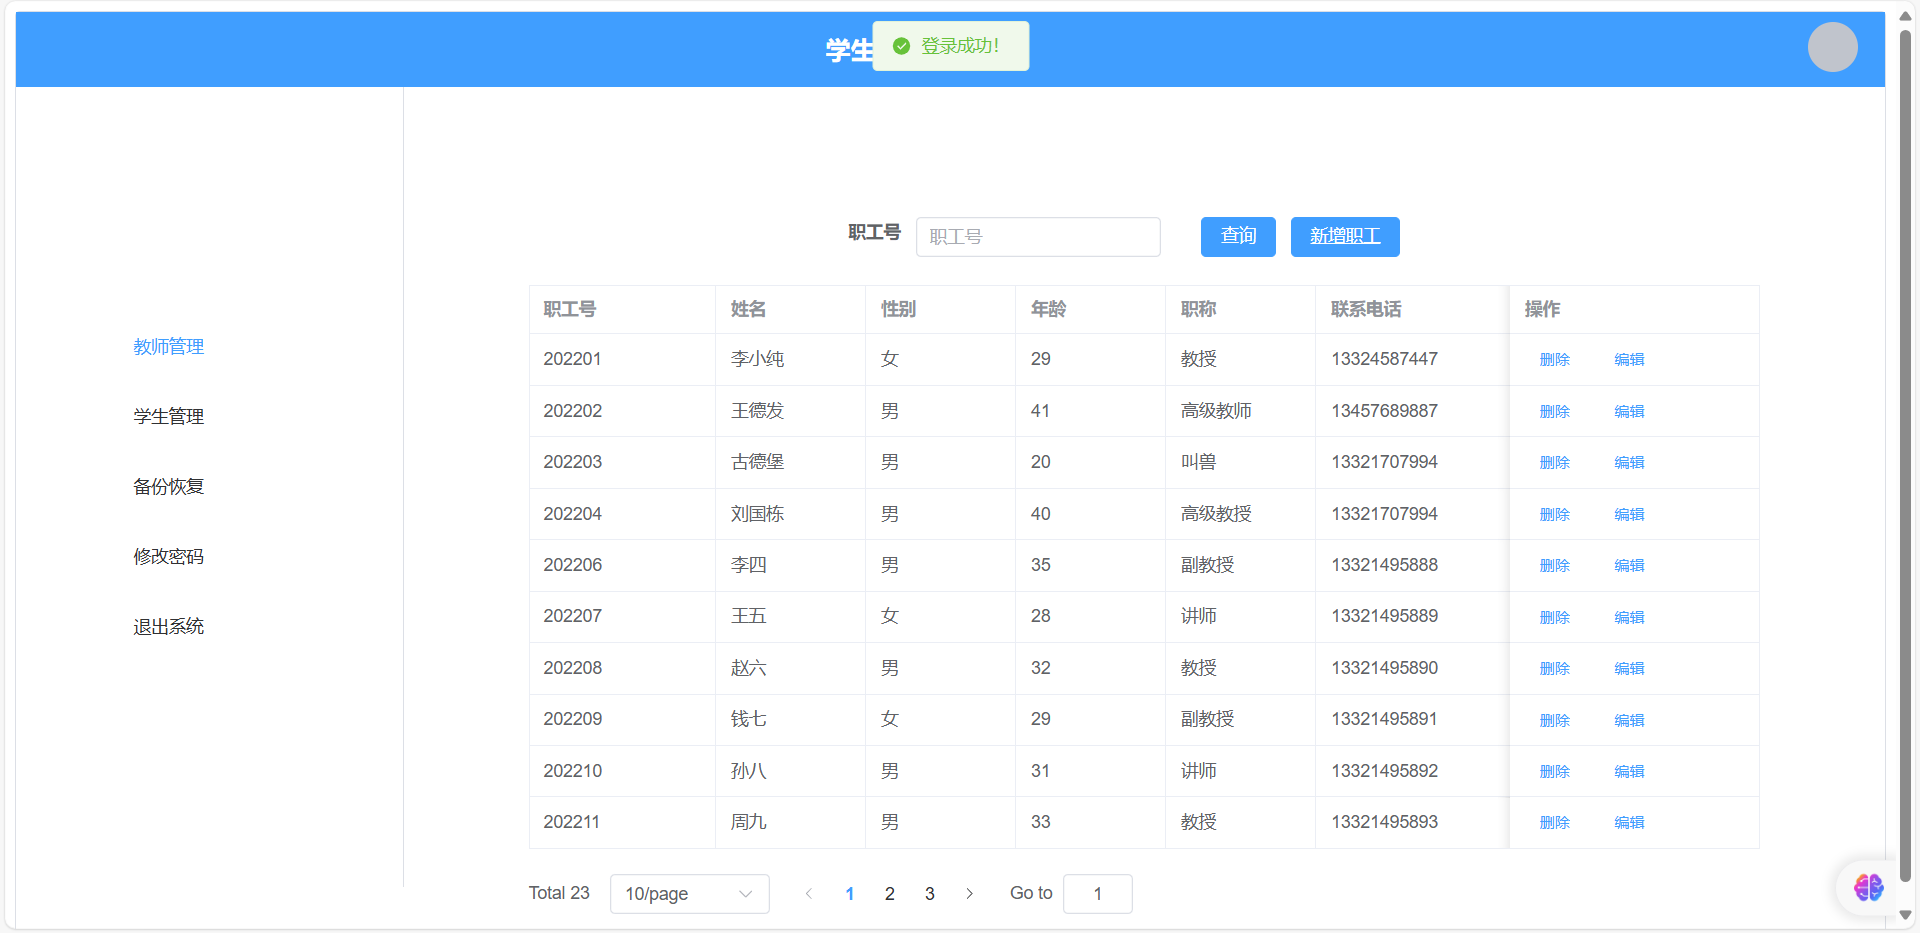 学生
登录成功！
教师管理
学生管理
备份恢复
修改密码
退出系统
职工号 职工号 查询 新增职工
职工号 姓名 性别 年龄 职称 联系电话 操作
202201 李小纯 女 29 教授 13324587447 删除 编辑
202202 王德发 男 41 高级教师 13457689887 删除 编辑
202203 古德堡 男 20 叫兽 13321707994 删除 编辑
202204 刘国栋 男 40 高级教授 13321707994 删除 编辑
202206 李四 男 35 副教授 13321495888 删除 编辑
202207 王五 女 28 讲师 13321495889 删除 编辑
202208 赵六 男 32 教授 13321495890 删除 编辑
202209 钱七 女 29 副教授 13321495891 删除 编辑
202210 孙八 男 31 讲师 13321495892 删除 编辑
202211 周九 男 33 教授 13321495893 删除 编辑
Total 23 10/page 1 2 3 Go to 1